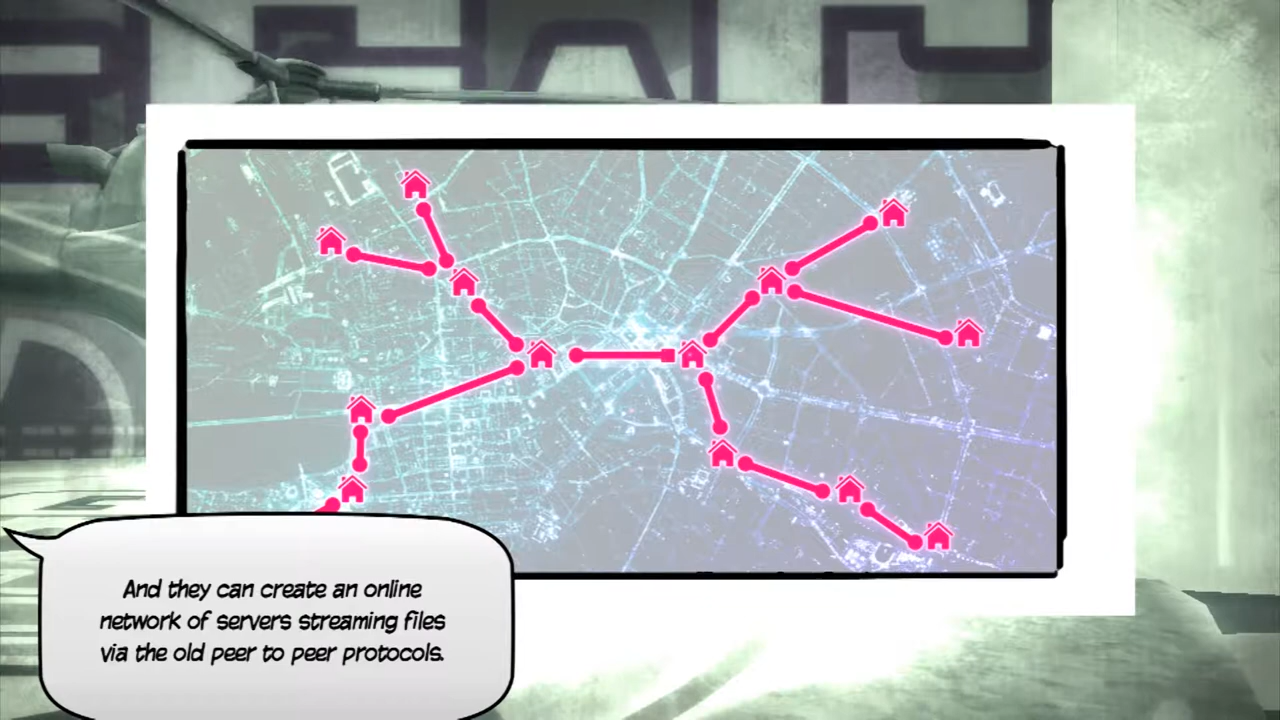 And they can create an online
network of servers streaming files
via the old peer to peer protocols.